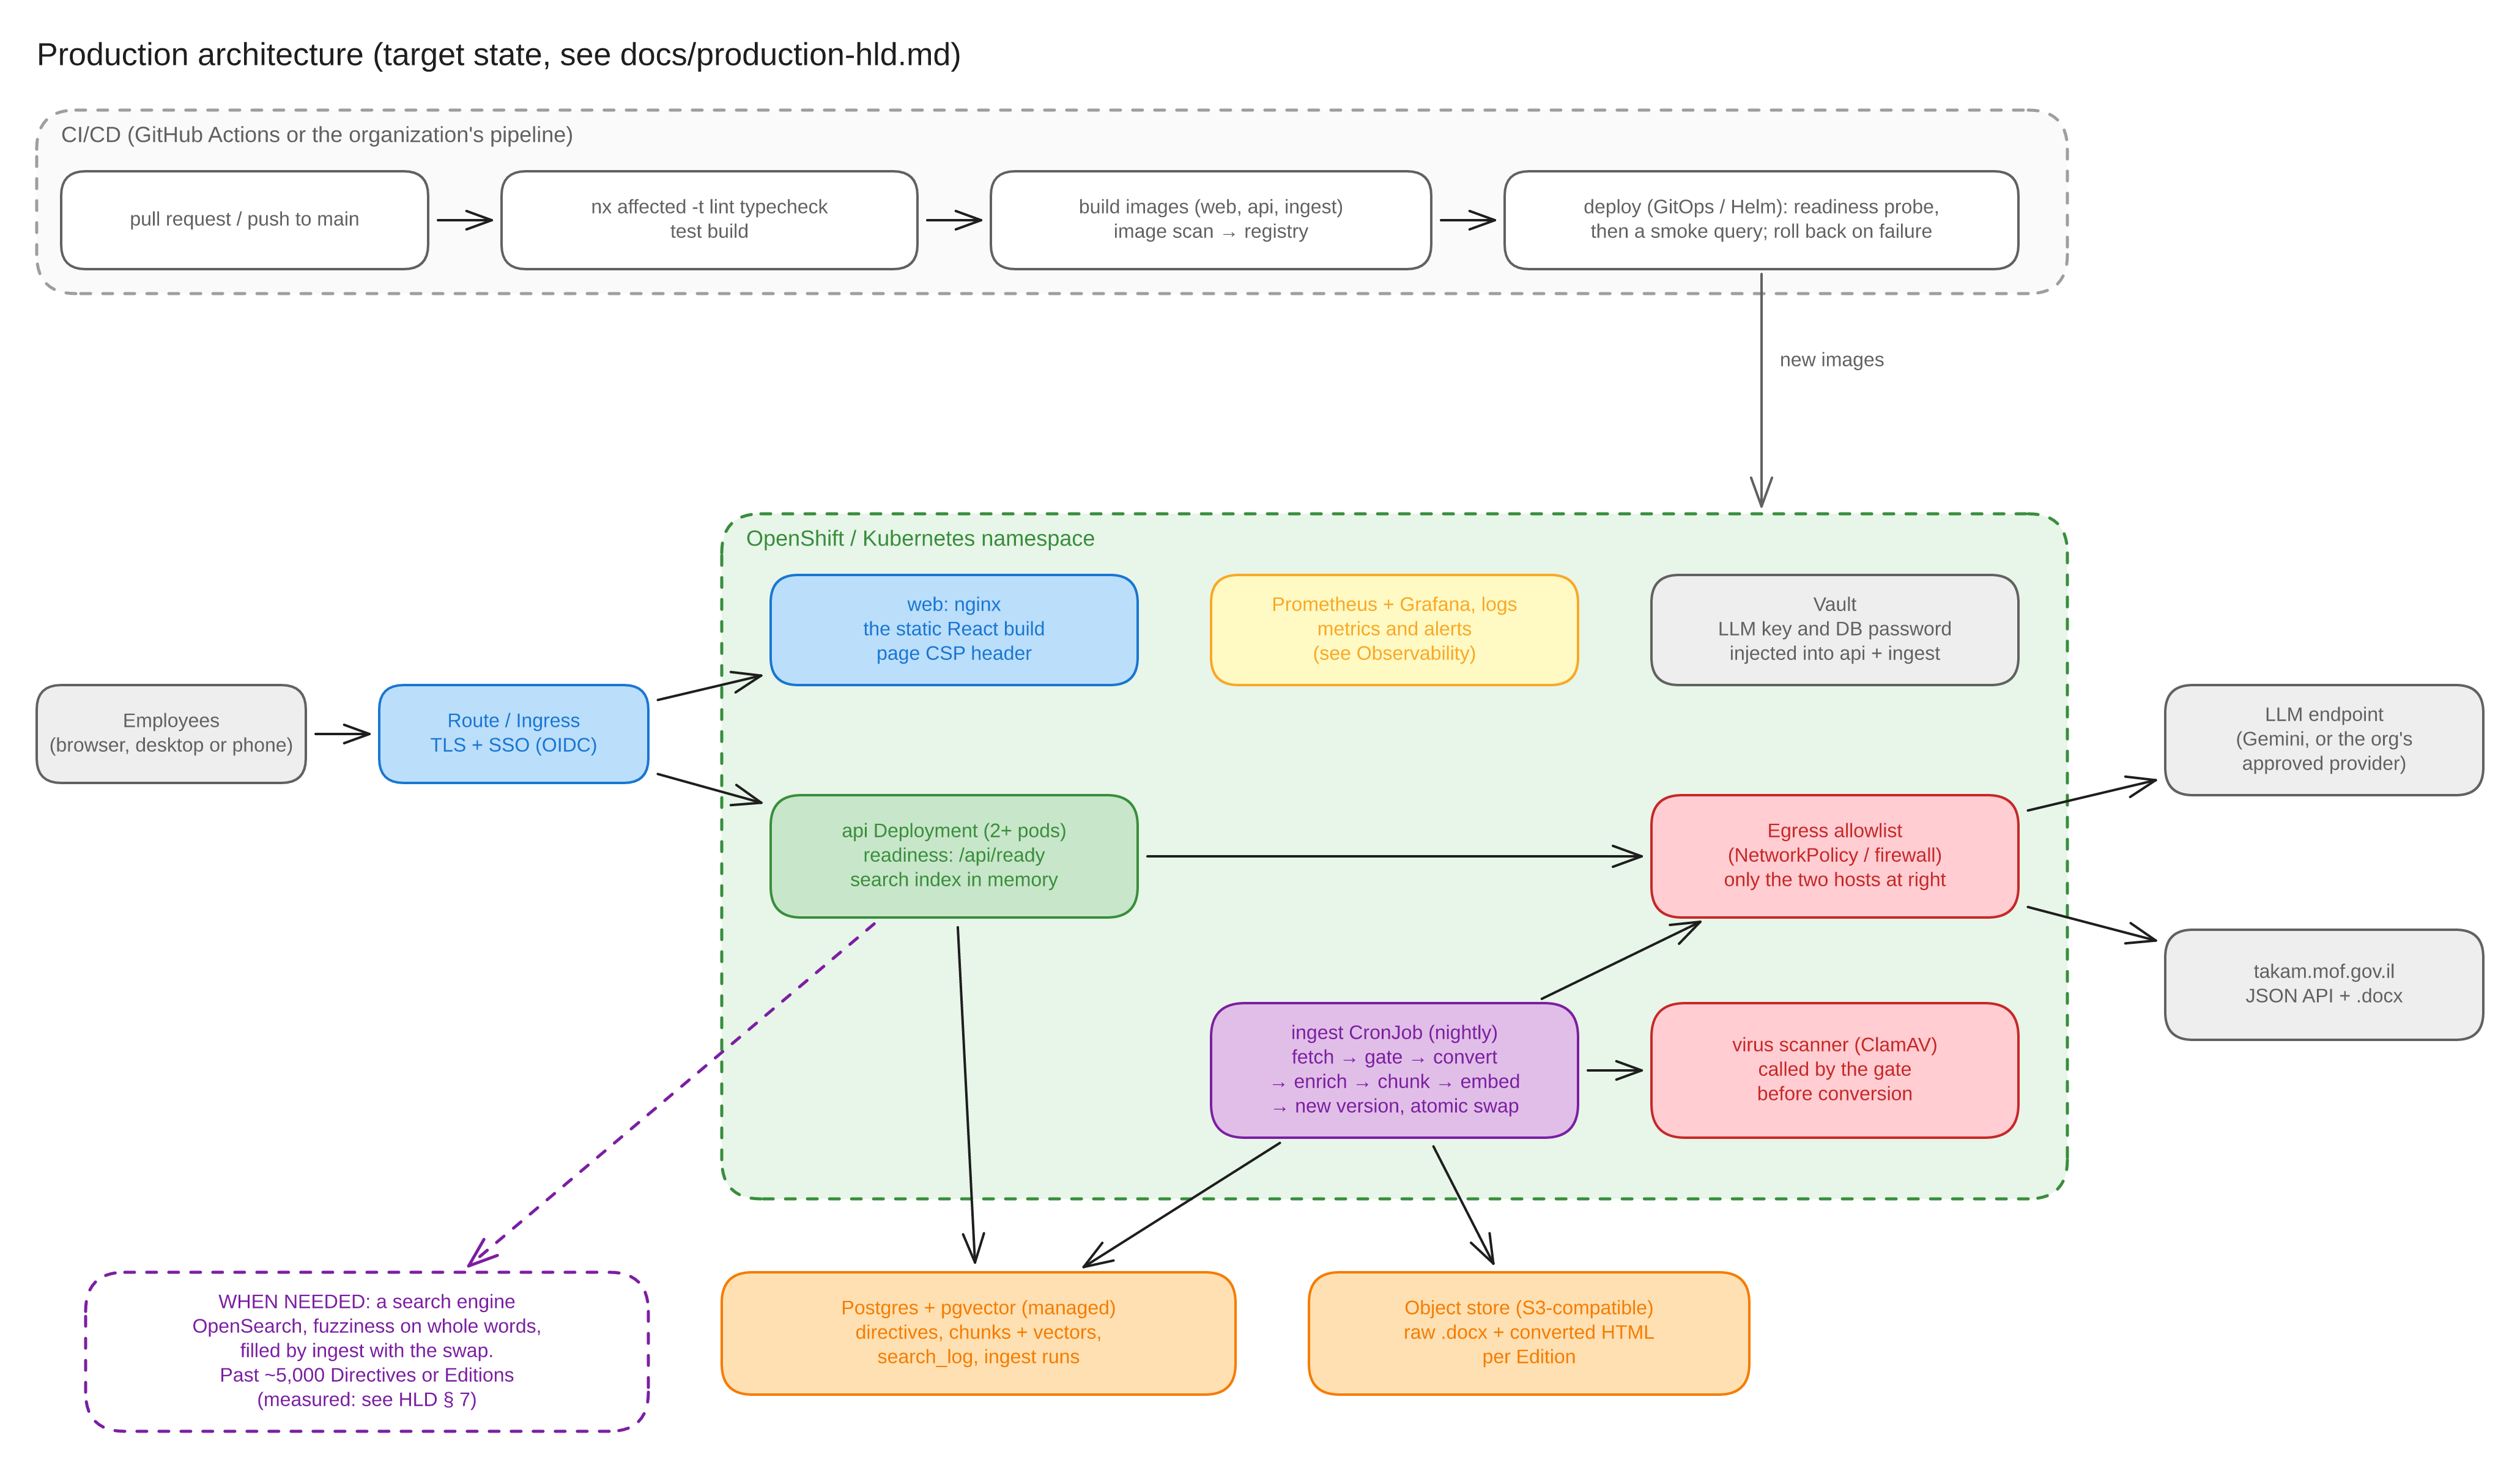 Production architecture (target state, see docs/production-hld.md)
CI/CD (GitHub Actions or the organization's pipeline)
pull request / push to main
nx affected -t lint typecheck
test build
build images (web, api, ingest)
image scan → registry
deploy (GitOps / Helm): readiness probe,
then a smoke query; roll back on failure
new images
OpenShift / Kubernetes namespace
web: nginx
the static React build
page CSP header
Prometheus + Grafana, logs
metrics and alerts
(see Observability)
Vault
LLM key and DB password
injected into api + ingest
Employees
(browser, desktop or phone)
Route / Ingress
TLS + SSO (OIDC)
LLM endpoint
(Gemini, or the org's
approved provider)
api Deployment (2+ pods)
readiness: /api/ready
search index in memory
Egress allowlist
(NetworkPolicy / firewall)
only the two hosts at right
takam.mof.gov.il
JSON API + .docx
ingest CronJob (nightly)
fetch → gate → convert
→ enrich → chunk → embed
→ new version, atomic swap
virus scanner (ClamAV)
called by the gate
before conversion
WHEN NEEDED: a search engine
OpenSearch, fuzziness on whole words,
filled by ingest with the swap.
Past ~5,000 Directives or Editions
(measured: see HLD § 7)
Postgres + pgvector (managed)
directives, chunks + vectors,
search_log, ingest runs
Object store (S3-compatible)
raw .docx + converted HTML
per Edition